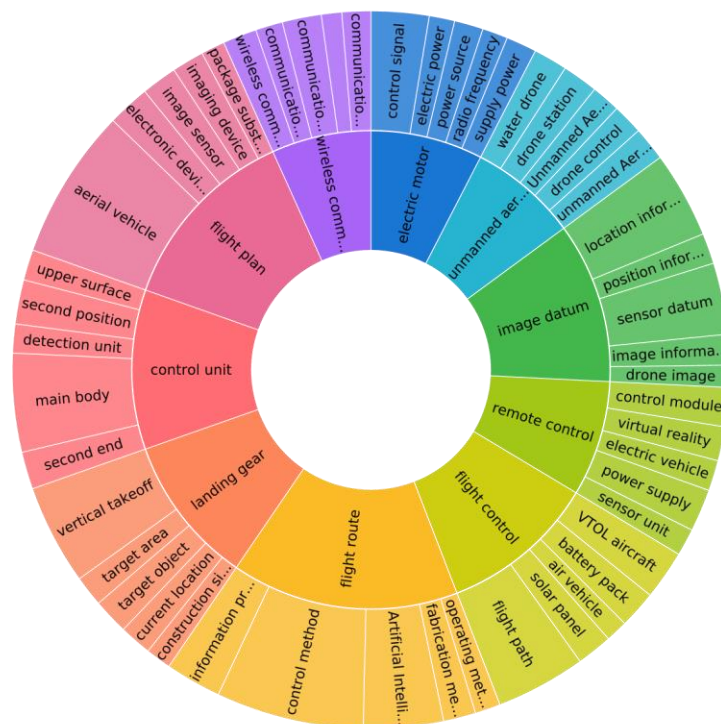 electric motor
control signal
electric power
power source
radio frequency
supply power
unmanned aer...
water drone
drone station
Unmanned Ae...
drone control
unmanned Aer...
image datum
location infor...
position infor...
sensor datum
image informa...
drone image
remote control
control module
virtual reality
electric vehicle
power supply
sensor unit
flight control
VTOL aircraft
battery pack
air vehicle
solar panel
flight path
flight route
operating met...
fabrication me...
Artificial Intelli...
control method
information pr...
landing gear
construction si...
current location
target object
target area
vertical takeoff
control unit
second end
main body
detection unit
second position
upper surface
flight plan
aerial vehicle
electronic devi...
image sensor
imaging device
package subst...
wireless comm...
wireless comm...
communicatio...
communicatio...
communicatio...